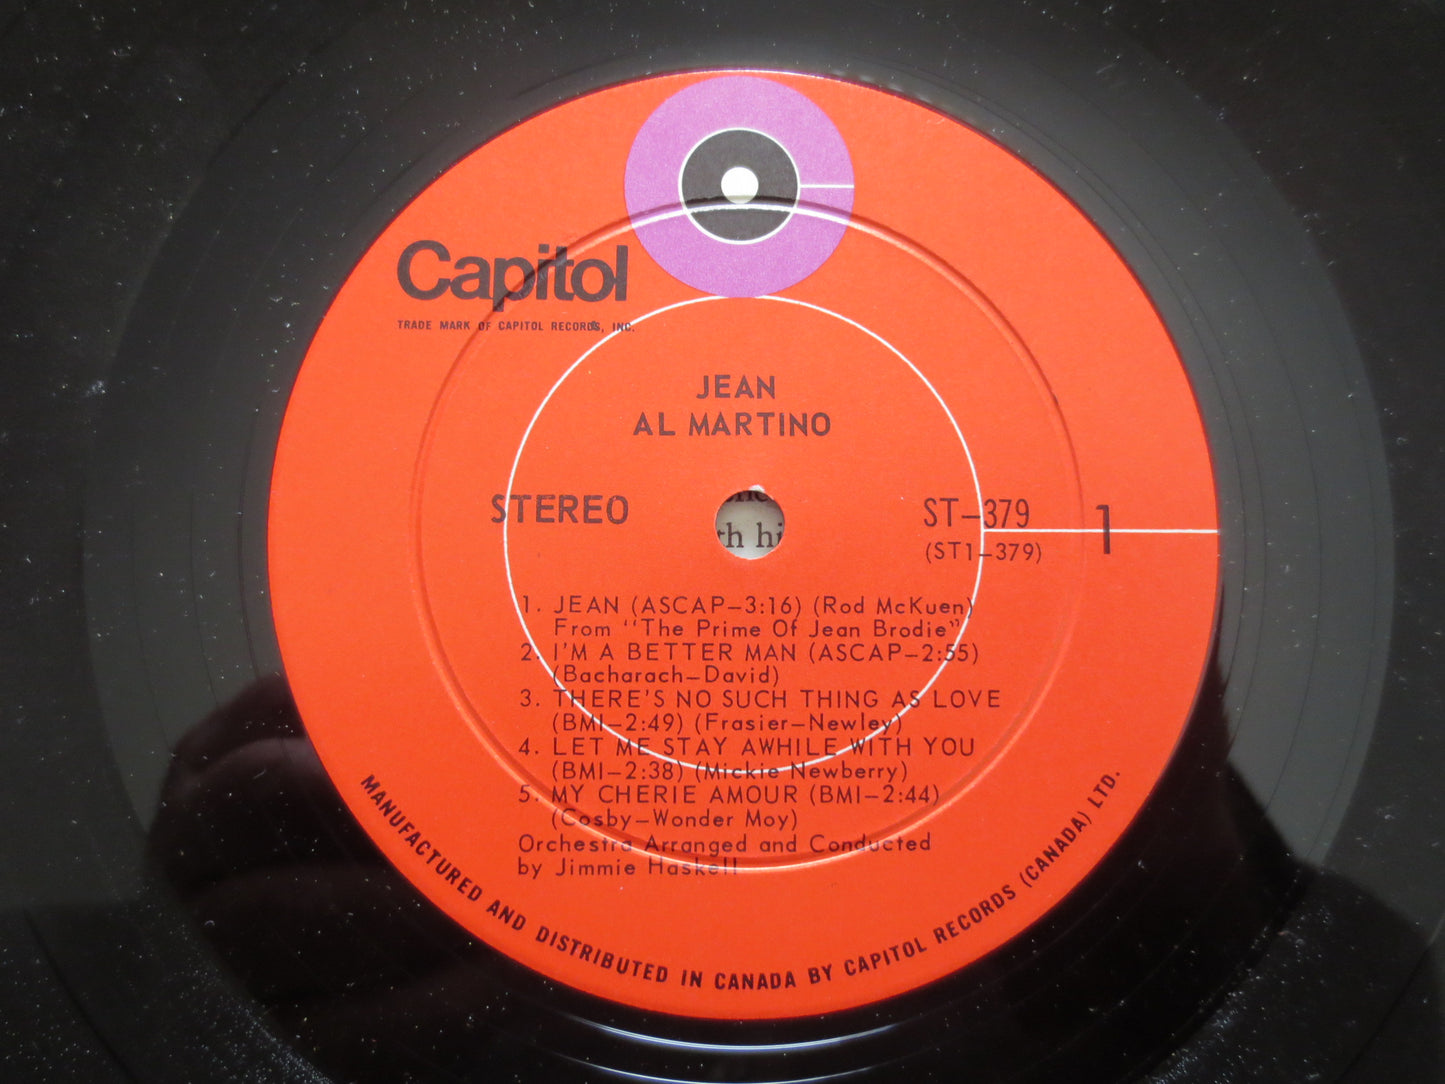 Capitol
TRADE MARK OF CAPITOL RECORDS, INC.
JEAN
AL MARTINO
STEREO
ST-379
(ST1-379)
1
th hi
1. JEAN (ASCAP-3:16) (Rod McKuen)
From "The Prime Of Jean Brodie"
2. I'M A BETTER MAN (ASCAP-2:55)
(Bacharach-David)
3. THERE'S NO SUCH THING AS LOVE
(BMI-2:49) (Frasier-Newley)
4. LET ME STAY AWHILE WITH YOU
(BMI-2:38) (Mickie Newberry)
5. MY CHERIE AMOUR (BMI-2:44)
(Cosby-Wonder Moy)
Orchestra Arranged and Conducted
by Jimmie Haskell
MANUFACTURED AND DISTRIBUTED IN CANADA BY CAPITOL RECORDS (CANADA) LTD.